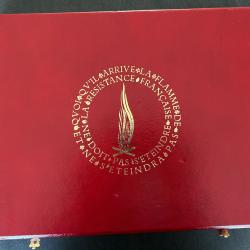 QUOI QU'IL ARRIVE LA FLAMME DE
LA RESISTANCE FRANÇAISE
NE DOIT PAS S'ETEINDRE
ET NE S'ETEINDRA PAS